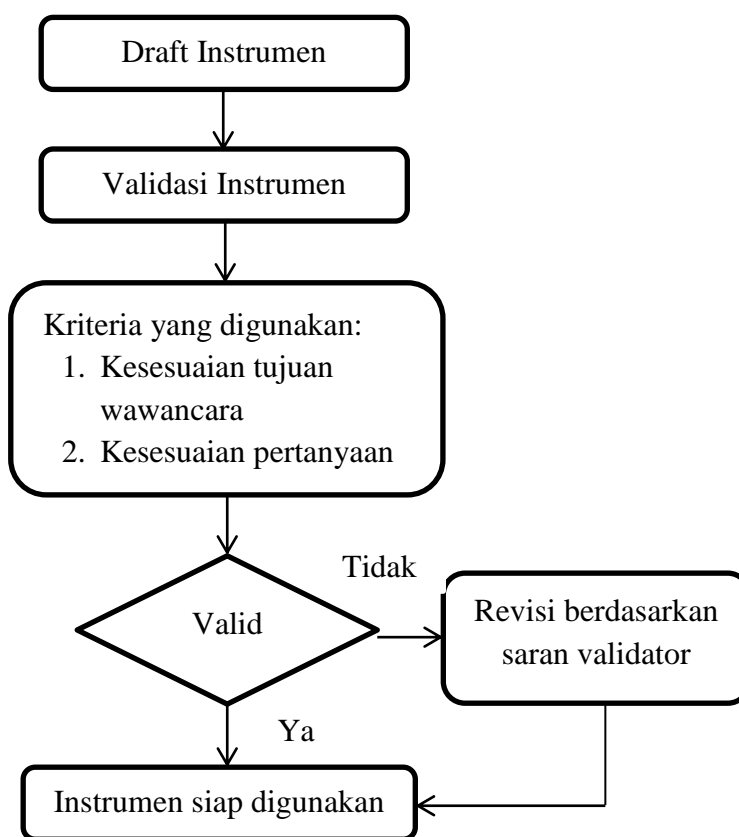 Draft Instrumen
Validasi Instrumen
Kriteria yang digunakan:
1. Kesesuaian tujuan
wawancara
2. Kesesuaian pertanyaan
Tidak
Valid
Revisi berdasarkan
saran validator
Ya
Instrumen siap digunakan